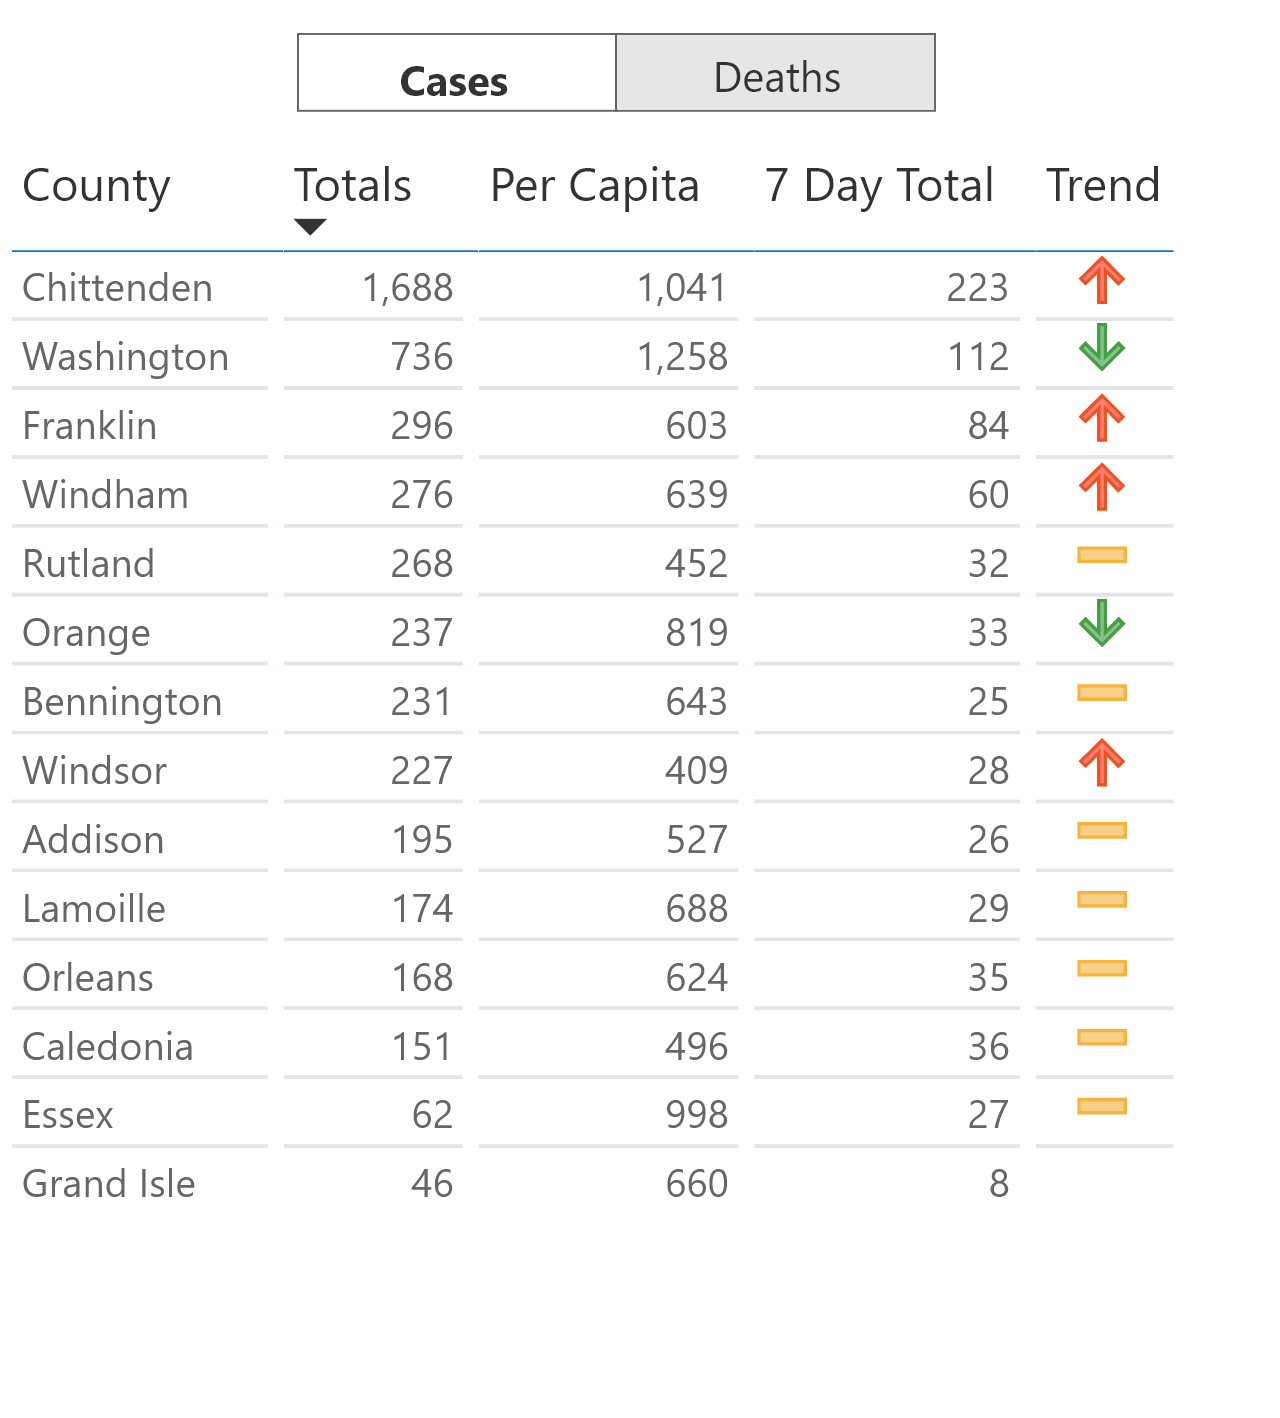 Cases Deaths
County Totals Per Capita 7 Day Total Trend
Chittenden 1,688 1,041 223
Washington 736 1,258 112
Franklin 296 603 84
Windham 276 639 60
Rutland 268 452 32
Orange 237 819 33
Bennington 231 643 25
Windsor 227 409 28
Addison 195 527 26
Lamoille 174 688 29
Orleans 168 624 35
Caledonia 151 496 36
Essex 62 998 27
Grand Isle 46 660 8